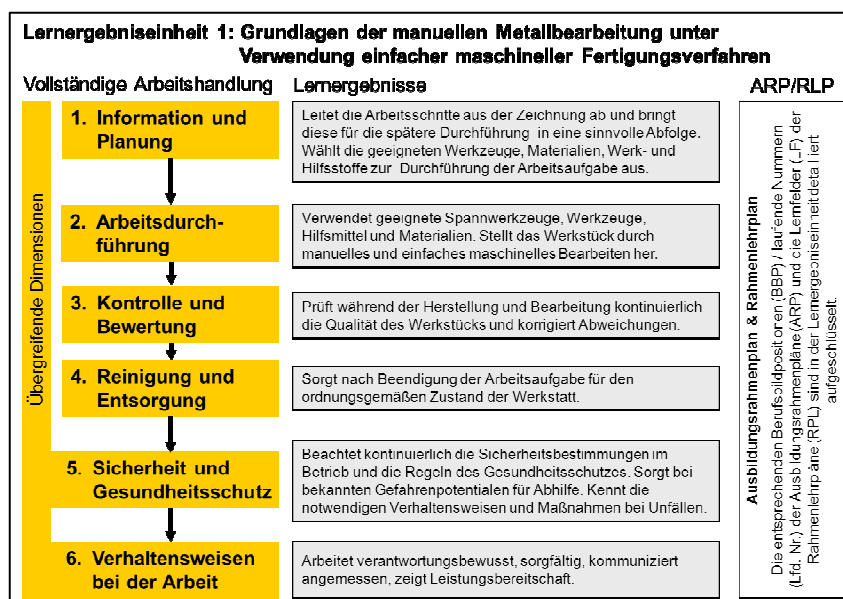 Lernergebniseinheit 1: Grundlagen der manuellen Metallbearbeitung unter
Verwendung einfacher maschineller Fertigungsverfahren
Vollständige Arbeitshandlung
Lernergebnisse
ARP/RLP
Übergreifende Dimensionen
1. Information und
Planung
Leitet die Arbeitsschritte aus der Zeichnung ab und bringt
diese für die spätere Durchführung in eine sinnvolle Abfolge.
Wählt die geeigneten Werkzeuge, Materialien, Werk- und
Hilfsstoffe zur Durchführung der Arbeitsaufgabe aus.
2. Arbeitsdurch-
führung
Verwendet geeignete Spannwerkzeuge, Werkzeuge,
Hilfsmittel und Materialien. Stellt das Werkstück durch
manuelles und einfaches maschinelles Bearbeiten her.
3. Kontrolle und
Bewertung
Prüft während der Herstellung und Bearbeitung kontinuierlich
die Qualität des Werkstücks und korrigiert Abweichungen.
4. Reinigung und
Entsorgung
Sorgt nach Beendigung der Arbeitsaufgabe für den
ordnungsgemäßen Zustand der Werkstatt.
5. Sicherheit und
Gesundheitsschutz
Beachtet kontinuierlich die Sicherheitsbestimmungen im
Betrieb und die Regeln des Gesundheitsschutzes. Sorgt bei
bekannten Gefahrenpotentialen für Abhilfe. Kennt die
notwendigen Verhaltensweisen und Maßnahmen bei Unfällen.
6. Verhaltensweisen
bei der Arbeit
Arbeitet verantwortungsbewusst, sorgfältig, kommuniziert
angemessen, zeigt Leistungsbereitschaft.
Ausbildungsrahmenplan & Rahmenlehrplan
Die entsprechenden Berufsbildpositionen (BBP) / laufende Nummern
(Lfd. Nr.) der Ausbildungsrahmenpläne (ARP) und die Lernfelder (LF) der
Rahmenlehrpläne (RPL) sind in der Lernergebniseinheit detailliert
aufgeschlüsselt.